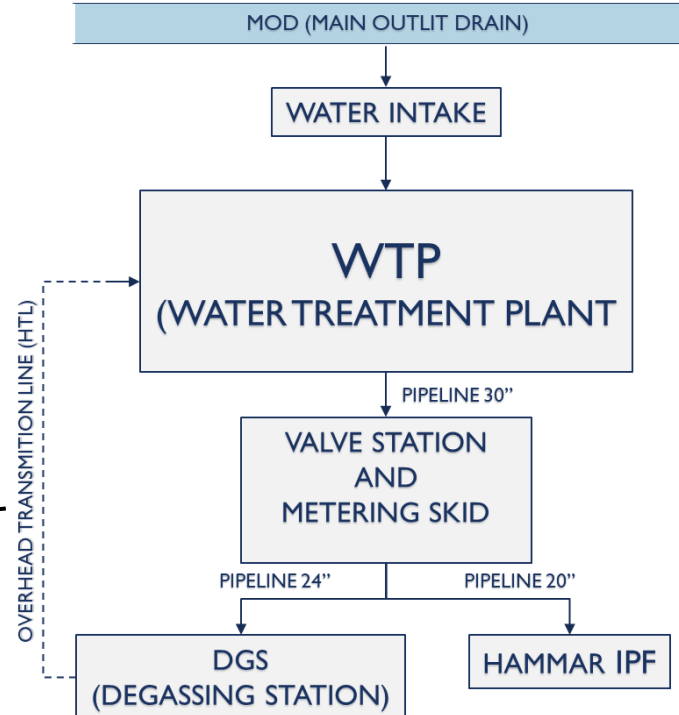 MOD (MAIN OUTLIT DRAIN)
WATER INTAKE
WTP
(WATER TREATMENT PLANT
OVERHEAD TRANSMITION LINE (HTL)
PIPELINE 30”
VALVE STATION
AND
METERING SKID
PIPELINE 24”
PIPELINE 20”
DGS
(DEGASSING STATION)
HAMMAR IPF